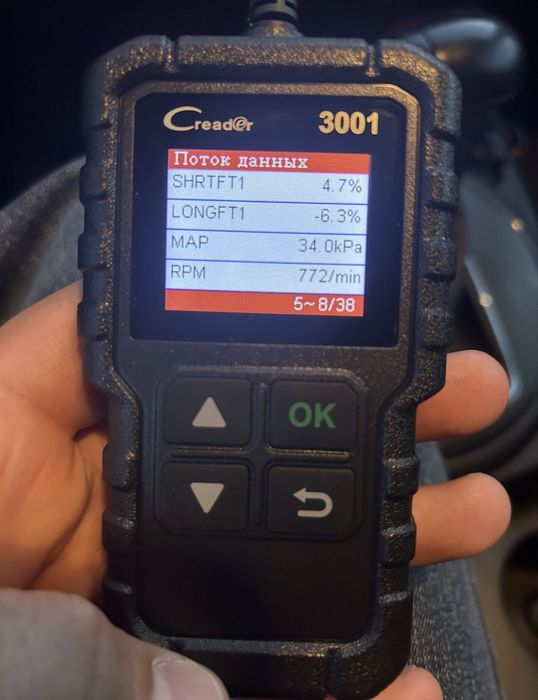 Creader 3001
Поток данных
SHRTFT1 4.7%
LONGFT1 -6.3%
MAP 34.0kPa
RPM 772/min
5~8/38
OK